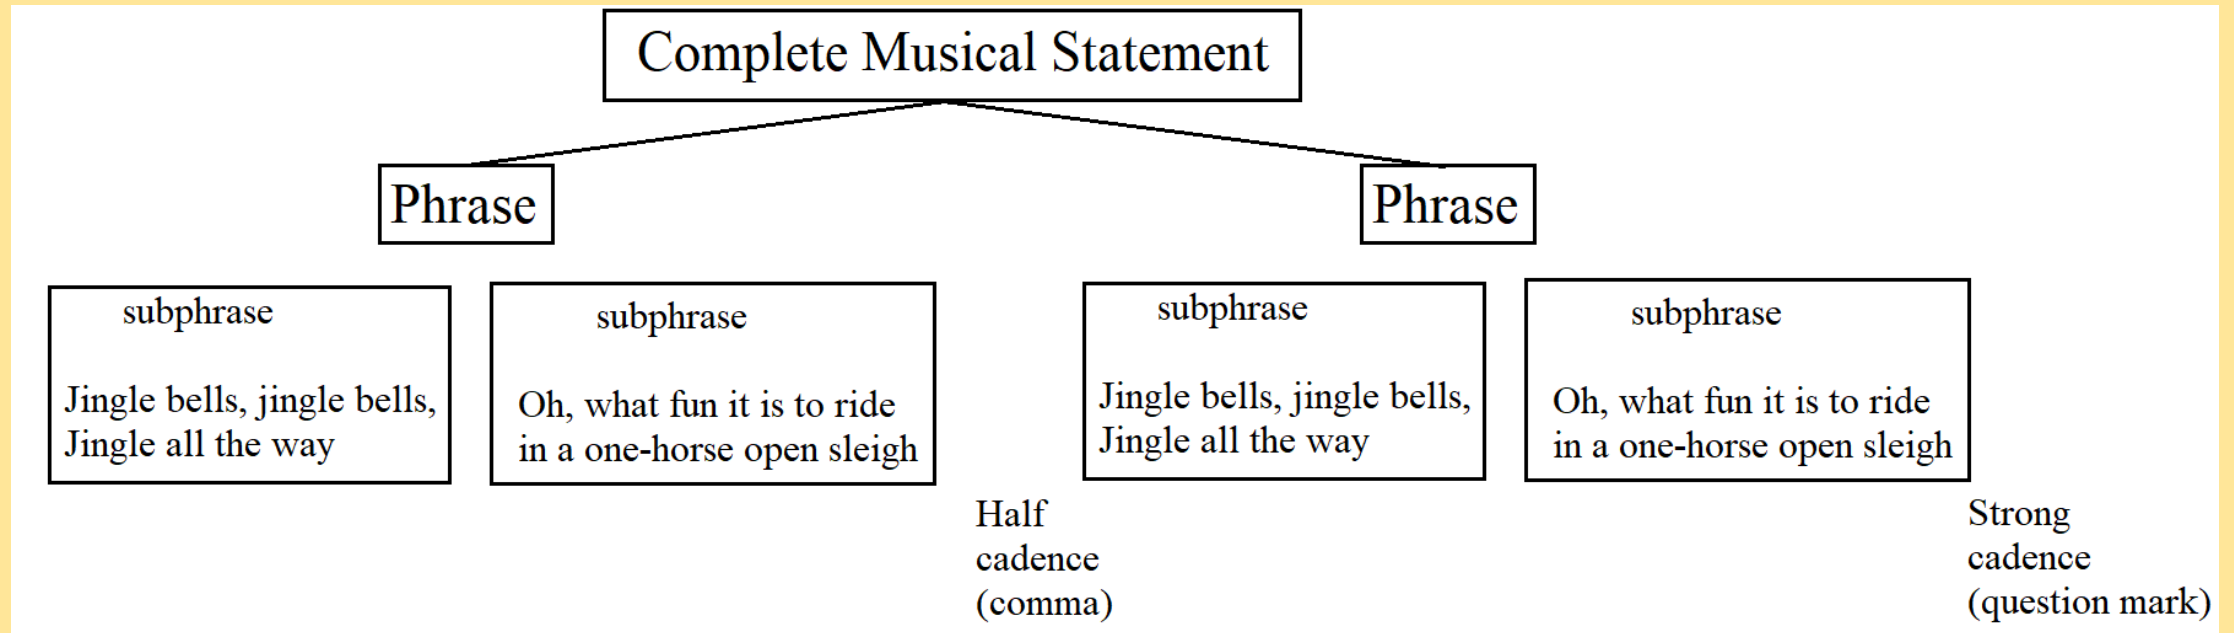 Complete Musical Statement
Phrase
Phrase
subphrase
Jingle bells, jingle bells,
Jingle all the way
subphrase
Oh, what fun it is to ride
in a one-horse open sleigh
Half
cadence
(comma)
subphrase
Jingle bells, jingle bells,
Jingle all the way
subphrase
Oh, what fun it is to ride
in a one-horse open sleigh
Strong
cadence
(question mark)